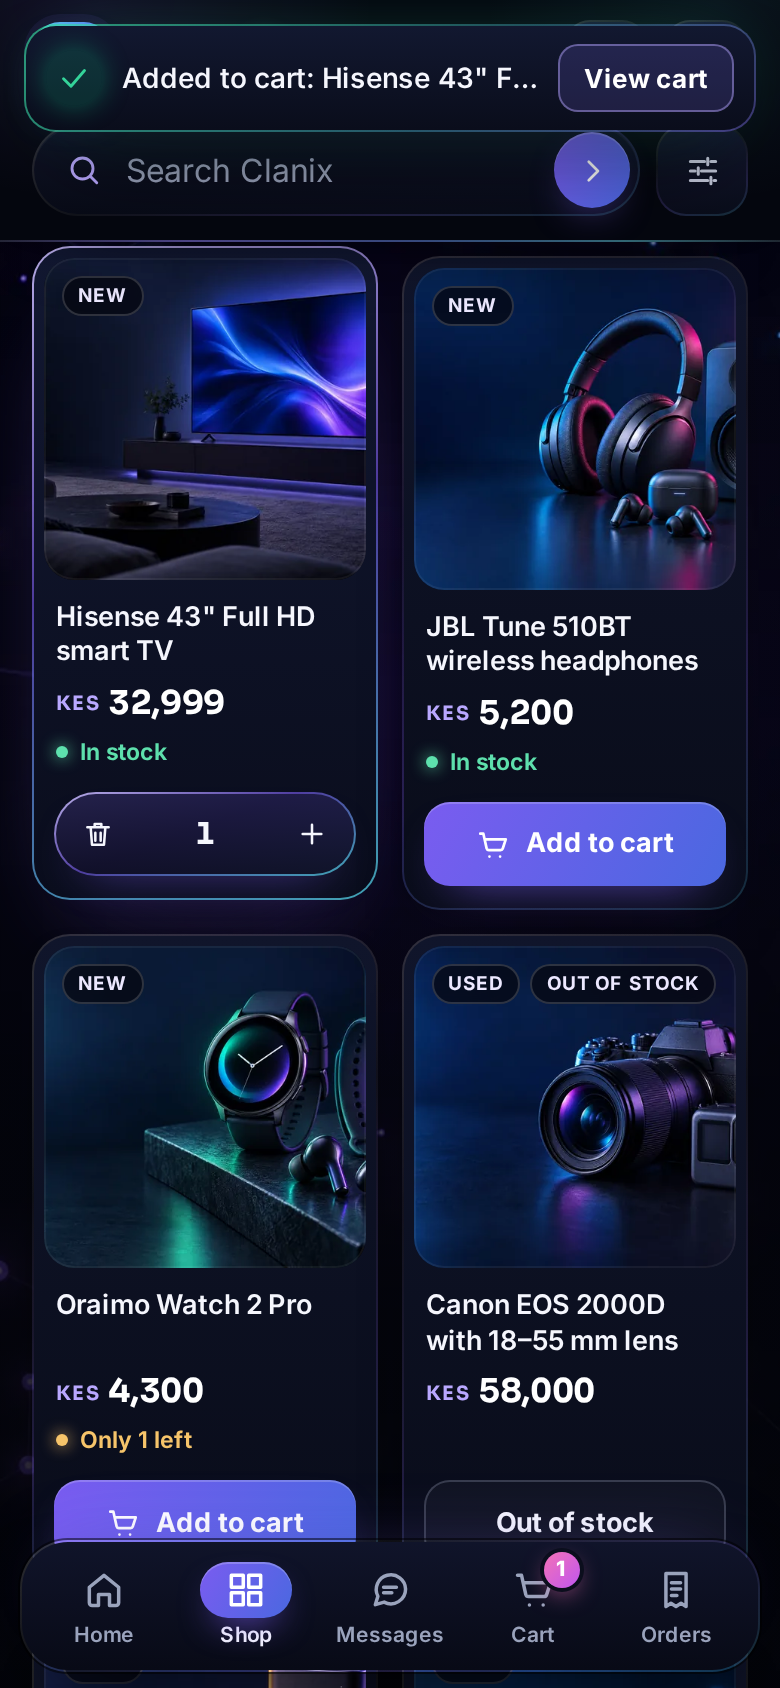 Added to cart: Hisense 43" F...
View cart
Search Clanix
NEW
NEW
Hisense 43" Full HD
smart TV
KES 32,999
In stock
1
JBL Tune 510BT
wireless headphones
KES 5,200
In stock
Add to cart
NEW
USED
OUT OF STOCK
Oraimo Watch 2 Pro
KES 4,300
Only 1 left
Add to cart
Canon EOS 2000D
with 18–55 mm lens
KES 58,000
Out of stock
1
Home
Shop
Messages
Cart
Orders